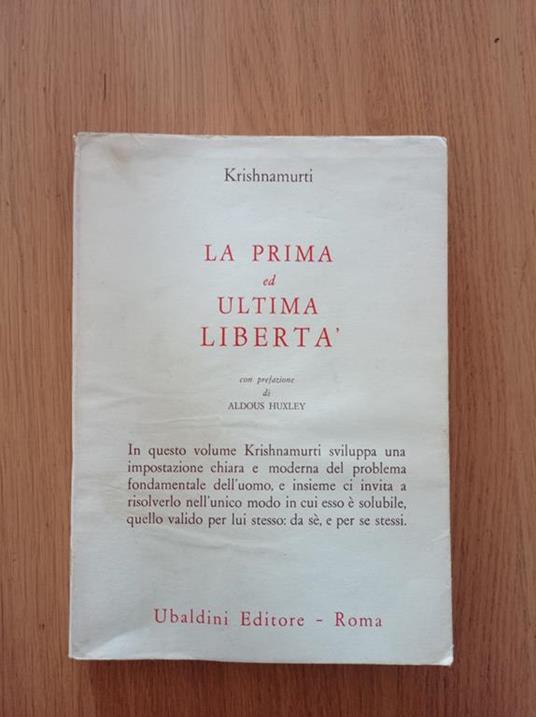 Krishnamurti
LA PRIMA
ed
ULTIMA
LIBERTA'
con prefazione
di
ALDOUS HUXLEY
In questo volume Krishnamurti sviluppa una
impostazione chiara e moderna del problema
fondamentale dell'uomo, e insieme ci invita a
risolverlo nell'unico modo in cui esso è solubile,
quello valido per lui stesso: da sè, e per se stessi.
Ubaldini Editore - Roma